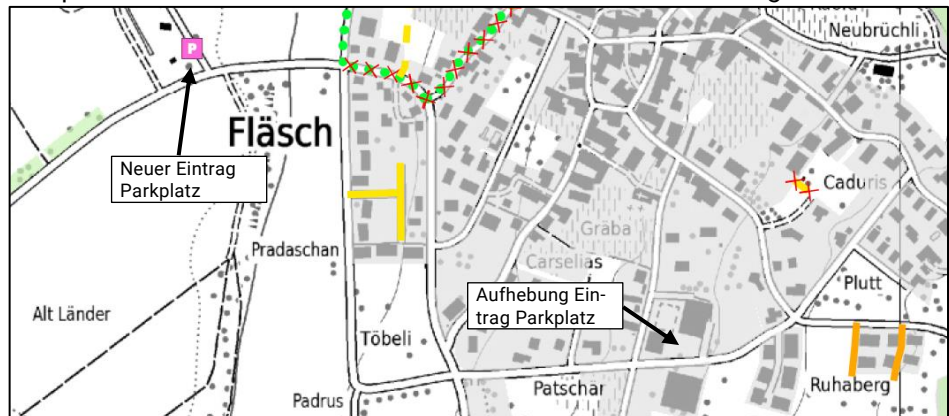 Neubrüchli
P
Fläsch
Neuer Eintrag
Parkplatz
Caduris
Graba
Pradaschan
Carselias
Plutt
Aufhebung Ein-
trag Parkplatz
Alt Länder
Töbeli
Ruhaberg
Patschär
Padrus